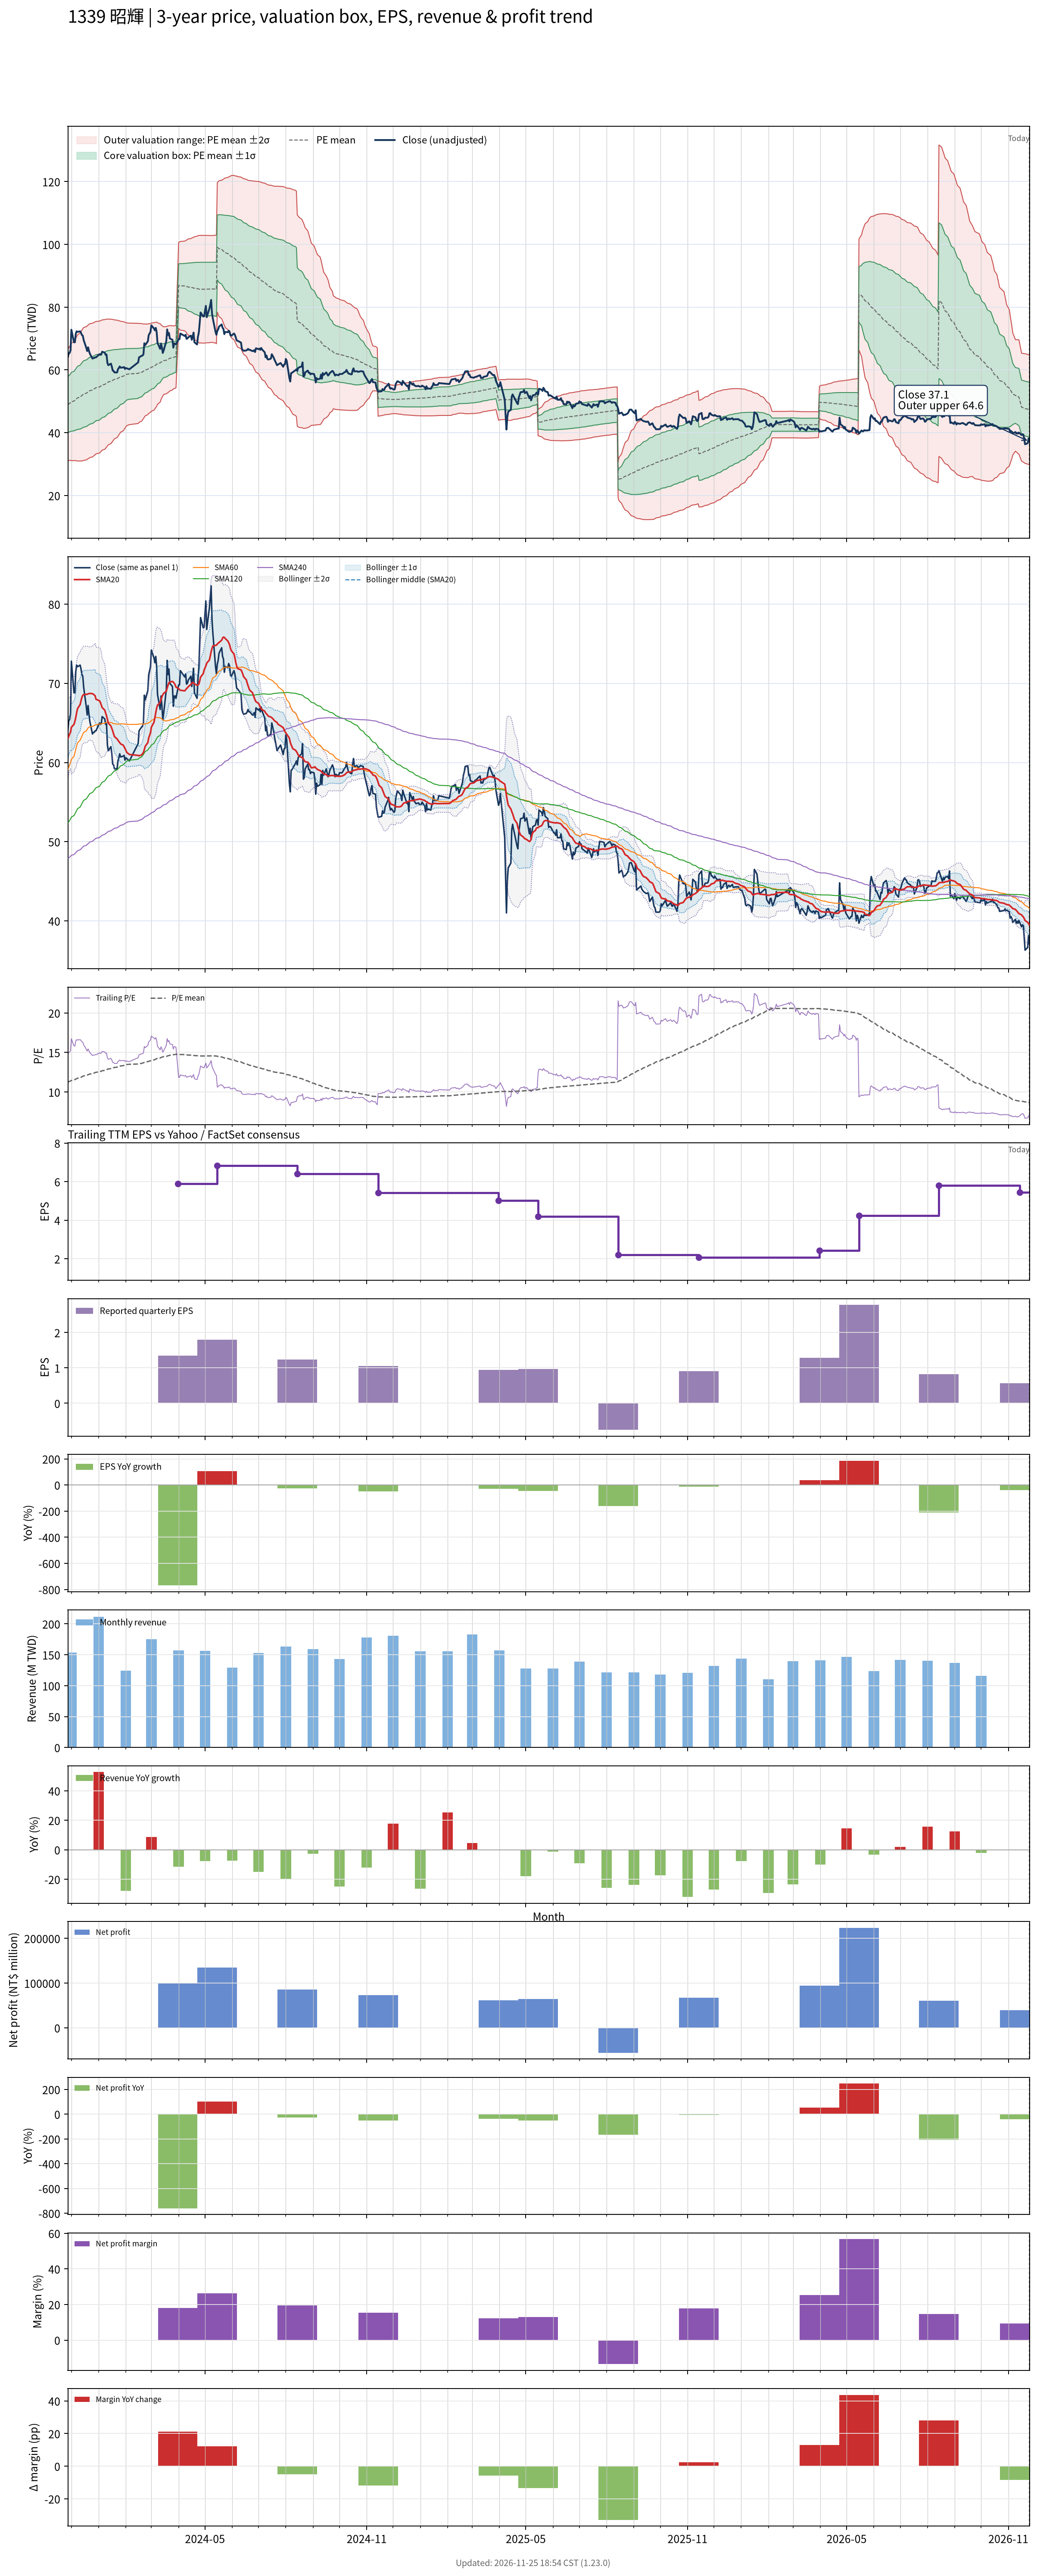 1339 昭輝 | 3-year price, valuation box, EPS, revenue & profit trend
Outer valuation range: PE mean ±2σ
Core valuation box: PE mean ±1σ
PE mean
Close (unadjusted)
Today
Price (TWD)
120
100
80
60
40
20
Close 37.1
Outer upper 64.6
Close (same as panel 1)
SMA20
SMA60
SMA120
SMA240
Bollinger ±2σ
Bollinger ±1σ
Bollinger middle (SMA20)
Price
80
70
60
50
40
Trailing P/E
P/E mean
P/E
20
15
10
Trailing TTM EPS vs Yahoo / FactSet consensus
Today
EPS
8
6
4
2
Reported quarterly EPS
EPS
2
1
0
EPS YoY growth
YoY (%)
200
0
-200
-400
-600
-800
Monthly revenue
Revenue (M TWD)
200
150
100
50
0
Revenue YoY growth
YoY (%)
40
20
0
-20
Month
Net profit
Net profit (NT$ million)
200000
100000
0
Net profit YoY
YoY (%)
200
0
-200
-400
-600
-800
Net profit margin
Margin (%)
60
40
20
0
Margin YoY change
Δ margin (pp)
40
20
0
-20
2024-05
2024-11
2025-05
2025-11
2026-05
2026-11
Updated: 2026-11-25 18:54 CST (1.23.0)